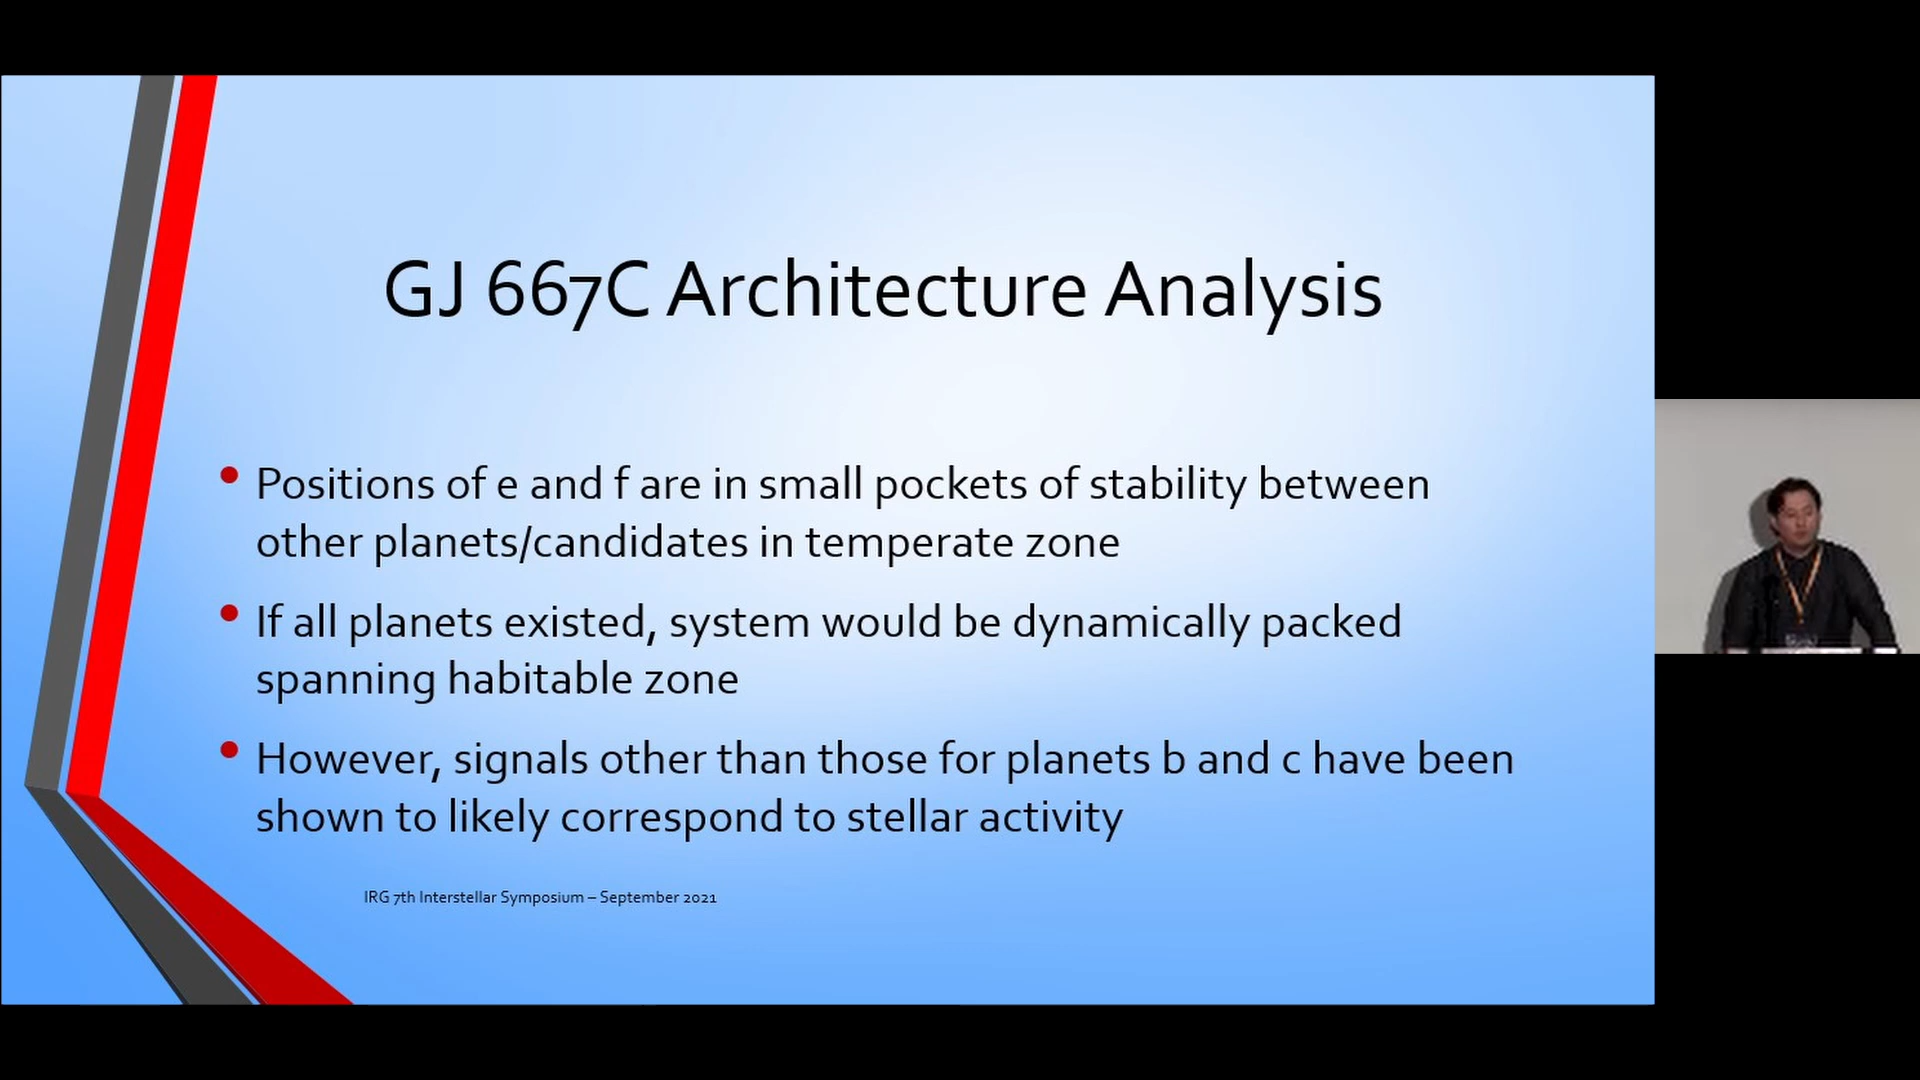 GJ 667C Architecture Analysis
Positions of e and f are in small pockets of stability between
other planets/candidates in temperate zone
If all planets existed, system would be dynamically packed
spanning habitable zone
However, signals other than those for planets b and c have been
shown to likely correspond to stellar activity
IRG 7th Interstellar Symposium – September 2021